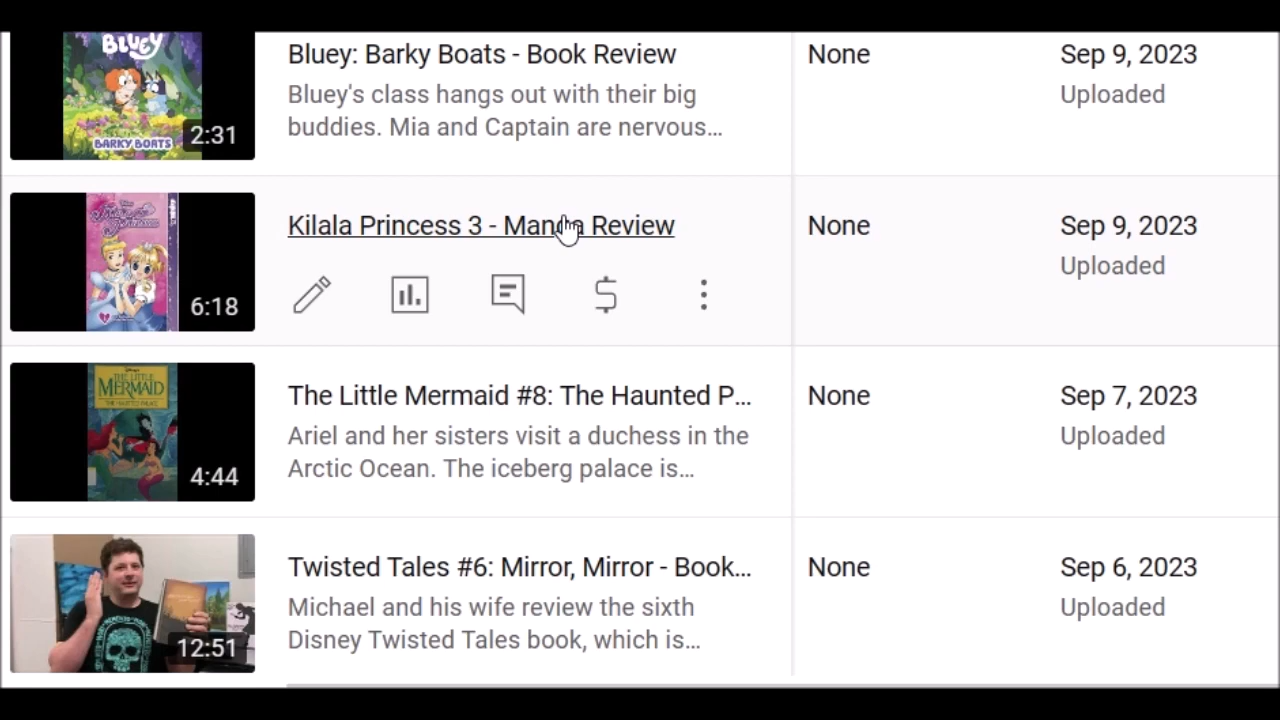 BLUEY
BARKY BOATS
2:31
Bluey: Barky Boats - Book Review
Bluey's class hangs out with their big
buddies. Mia and Captain are nervous…
None
Sep 9, 2023
Uploaded
6:18
Kilala Princess 3 - Manga Review
None
Sep 9, 2023
Uploaded
THE LITTLE
MERMAID
THE HAUNTED PALACE
4:44
The Little Mermaid #8: The Haunted P…
Ariel and her sisters visit a duchess in the
Arctic Ocean. The iceberg palace is…
None
Sep 7, 2023
Uploaded
12:51
Twisted Tales #6: Mirror, Mirror - Book…
Michael and his wife review the sixth
Disney Twisted Tales book, which is…
None
Sep 6, 2023
Uploaded